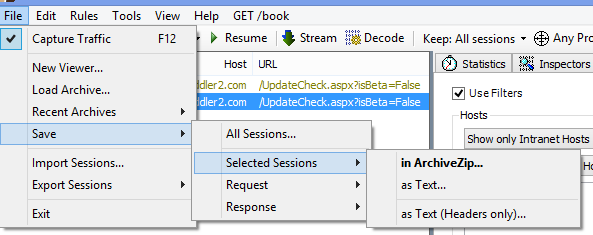 File Edit Rules Tools View Help GET /book
Capture Traffic F12
New Viewer...
Load Archive...
Recent Archives
Save
Import Sessions...
Export Sessions
Exit
All Sessions...
Selected Sessions
Request
Response
in ArchiveZip...
as Text...
as Text (Headers only)...
Resume Stream Decode Keep: All sessions Any Pro
Host URL
ddler2.com /UpdateCheck.aspx?isBeta=False
ddler2.com /UpdateCheck.aspx?isBeta=False
Statistics Inspectors
Use Filters
Hosts
Show only Intranet Hosts